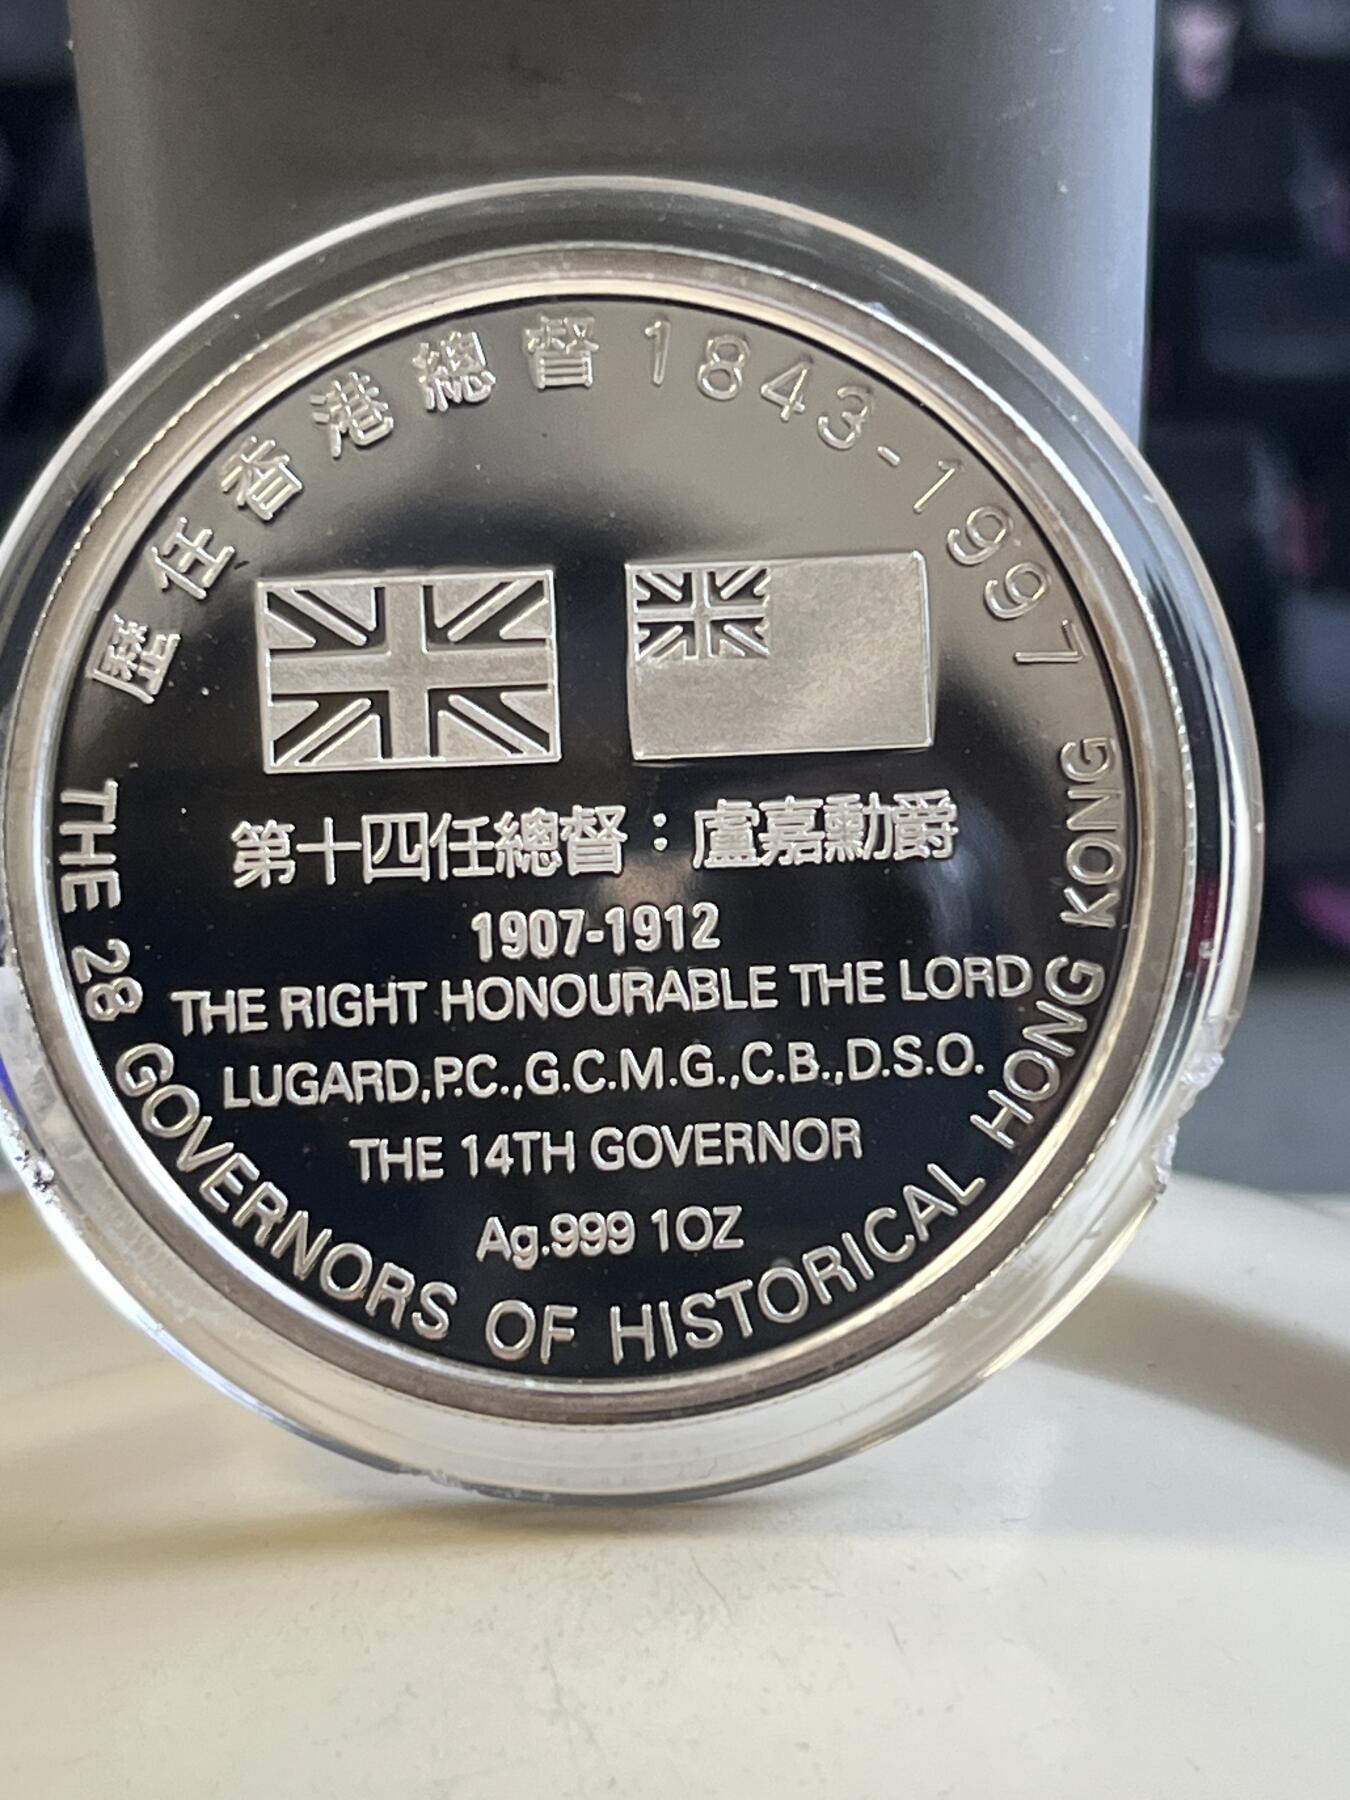 歷任香港總督 1843-1997
第十四任總督：盧嘉勳爵
1907-1912
THE RIGHT HONOURABLE THE LORD
LUGARD,P.C.,G.C.M.G.,C.B.,D.S.O.
THE 14TH GOVERNOR
Ag.999 1OZ
THE 28 GOVERNORS OF HISTORICAL HONG KONG